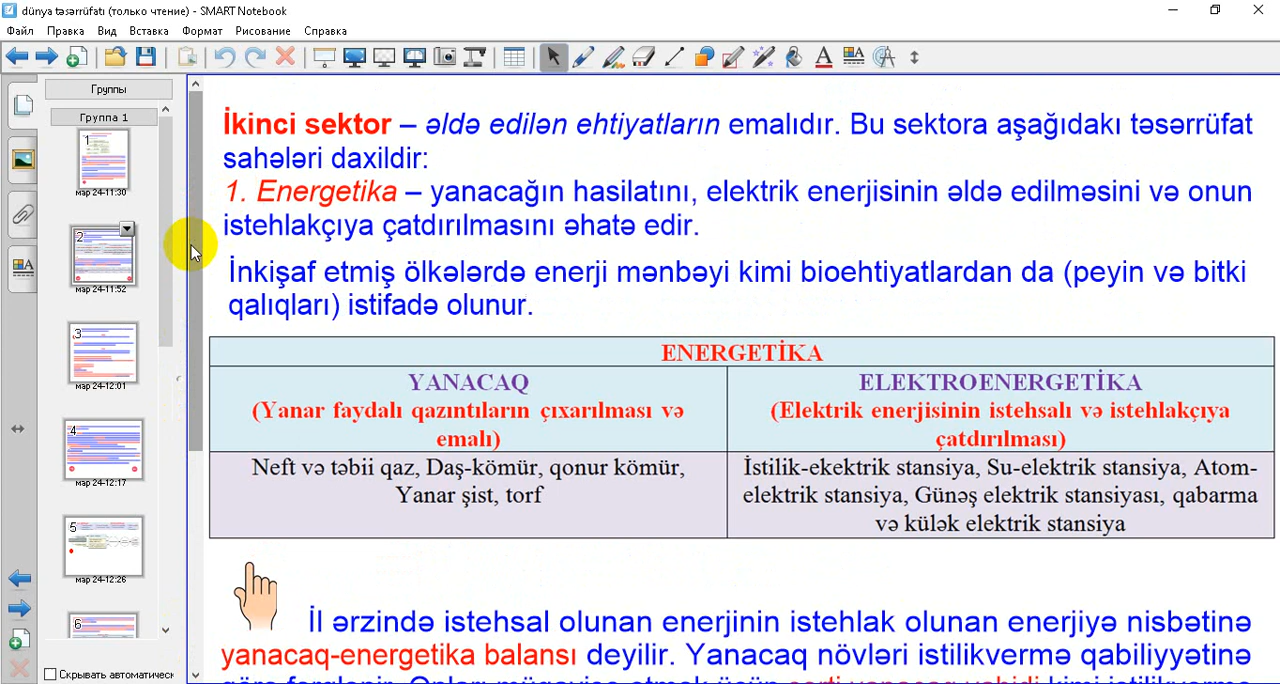 dünya təsərrüfatı (только чтение) - SMART Notebook
Файл Правка Вид Вставка Формат Рисование Справка
Группы
Группа 1
1
мар 24-11:30
2
мар 24-11:52
3
мар 24-12:01
4
мар 24-12:17
5
мар 24-12:26
6
Скрывать автоматическ
İkinci sektor – əldə edilən ehtiyatların emalıdır. Bu sektora aşağıdakı təsərrüfat
sahələri daxildir:
1. Energetika – yanacağın hasilatını, elektrik enerjisinin əldə edilməsini və onun
istehlakçıya çatdırılmasını əhatə edir.
İnkişaf etmiş ölkələrdə enerji mənbəyi kimi bioehtiyatlardan da (peyin və bitki
qalıqları) istifadə olunur.
ENERGETİKA
YANACAQ
(Yanar faydalı qazıntıların çıxarılması və
emalı)
ELEKTROENERGETİKA
(Elektrik enerjisinin istehsalı və istehlakçıya
çatdırılması)
Neft və təbii qaz, Daş-kömür, qonur kömür,
Yanar şist, torf
İstilik-ekektrik stansiya, Su-elektrik stansiya, Atom-
elektrik stansiya, Günəş elektrik stansiyası, qabarma
və külək elektrik stansiya
İl ərzində istehsal olunan enerjinin istehlak olunan enerjiyə nisbətinə
yanacaq-energetika balansı deyilir. Yanacaq növləri istilikvermə qabiliyyətinə